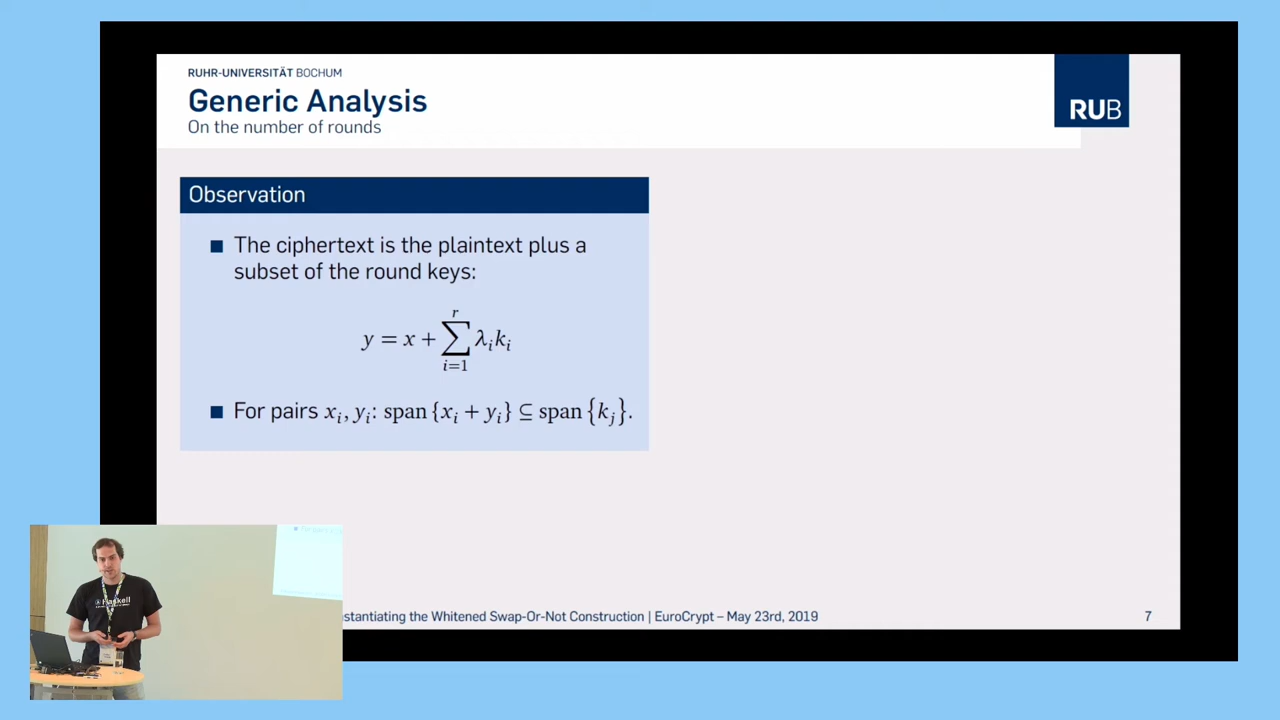 RUHR-UNIVERSITÄT BOCHUM
Generic Analysis
On the number of rounds
RUB
Observation
■ The ciphertext is the plaintext plus a
subset of the round keys:
y = x + ∑_{i=1}^{r} λ_i k_i
■ For pairs x_i, y_i: span {x_i + y_i} ⊆ span {k_j}.
Haskell
stantiating the Whitened Swap-Or-Not Construction | EuroCrypt – May 23rd, 2019
7